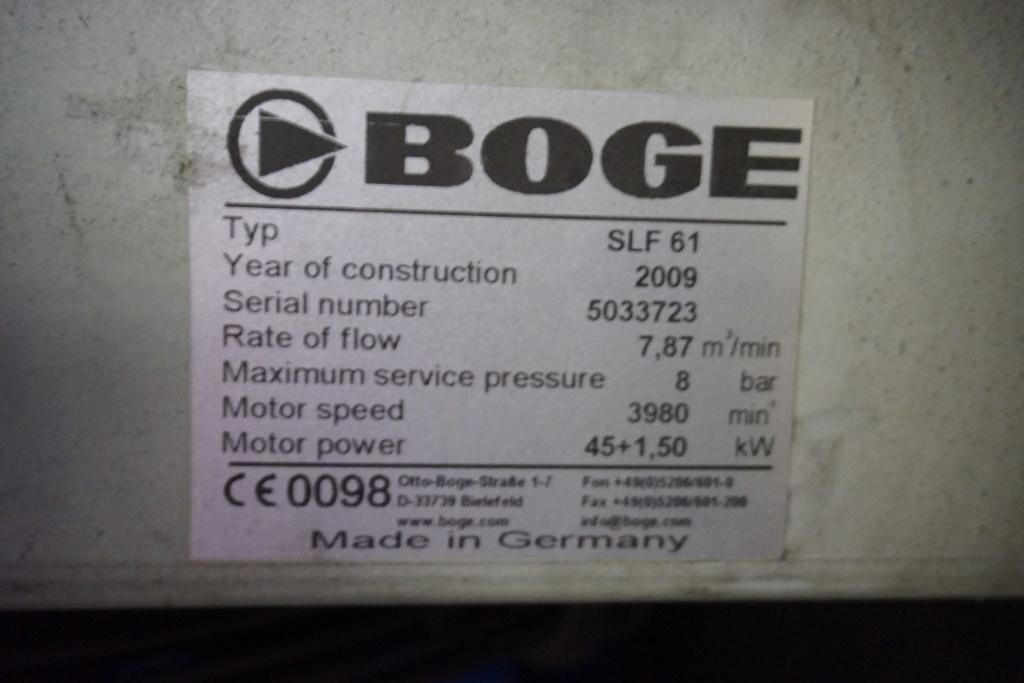 BOGE
Typ SLF 61
Year of construction 2009
Serial number 5033723
Rate of flow 7,87 m³/min
Maximum service pressure 8 bar
Motor speed 3980 min¹
Motor power 45+1,50 kW
CE 0098 Otto-Boge-Straße 1-7 Fon +49(0)5206/601-0
D-33739 Bielefeld Fax +49(0)5206/601-200
www.boge.com info@boge.com
Made in Germany